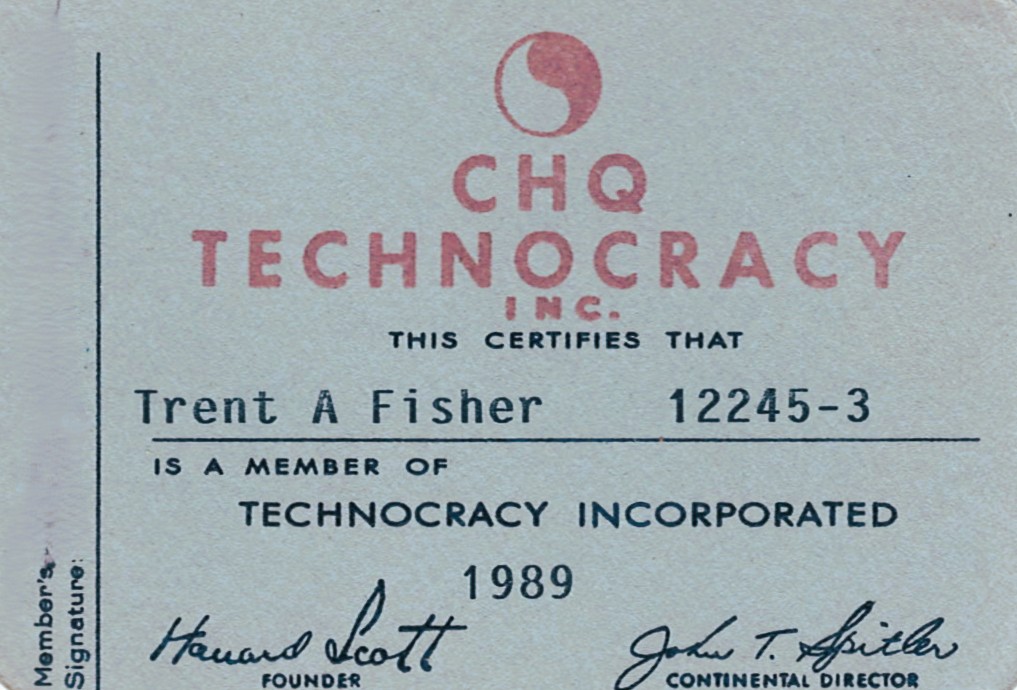 CHQ
TECHNOCRACY
INC.
THIS CERTIFIES THAT
Trent A Fisher 12245-3
IS A MEMBER OF
TECHNOCRACY INCORPORATED
1989
Howard Scott John T. Spitler
FOUNDER CONTINENTAL DIRECTOR
Member's
Signature: